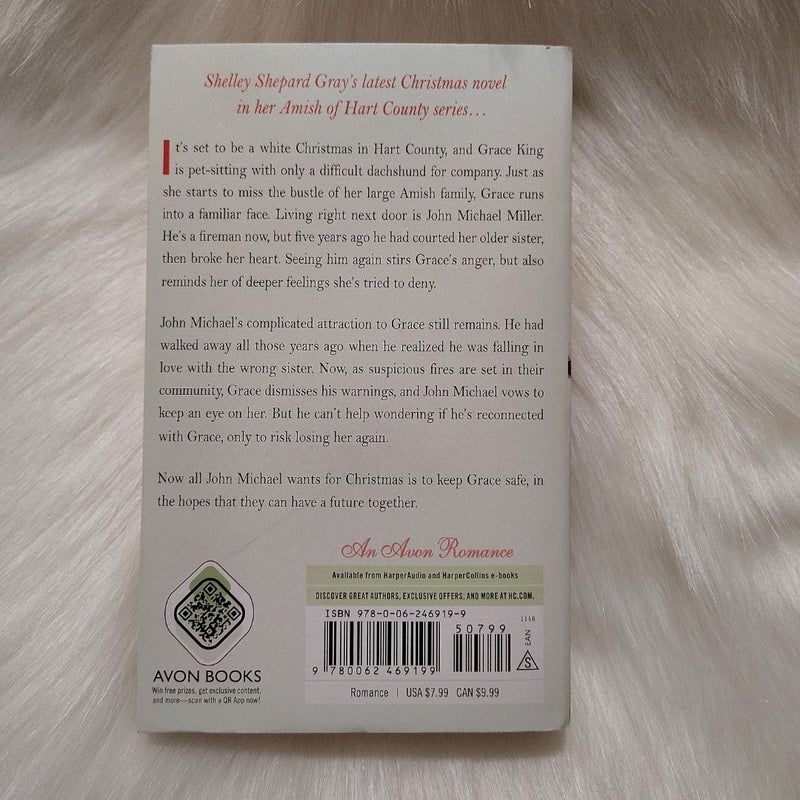 Shelley Shepard Gray's latest Christmas novel
in her Amish of Hart County series...
It's set to be a white Christmas in Hart County, and Grace King
is pet-sitting with only a difficult dachshund for company. Just as
she starts to miss the bustle of her large Amish family, Grace runs
into a familiar face. Living right next door is John Michael Miller.
He's a fireman now, but five years ago he had courted her older sister,
then broke her heart. Seeing him again stirs Grace's anger, but also
reminds her of deeper feelings she's tried to deny.
John Michael's complicated attraction to Grace still remains. He had
walked away all those years ago when he realized he was falling in
love with the wrong sister. Now, as suspicious fires are set in their
community, Grace dismisses his warnings, and John Michael vows to
keep an eye on her. But he can't help wondering if he's reconnected
with Grace, only to risk losing her again.
Now all John Michael wants for Christmas is to keep Grace safe, in
the hopes that they can have a future together.
An Avon Romance
Available from HarperAudio and HarperCollins e-books
DISCOVER GREAT AUTHORS, EXCLUSIVE OFFERS, AND MORE AT HC.COM.
ISBN 978-0-06-246919-9
50799
1118
EAN
S
9 780062 469199
Romance | USA $7.99 CAN $9.99
AVON BOOKS
Win free prizes, get exclusive content,
and more—scan with a QR App now!